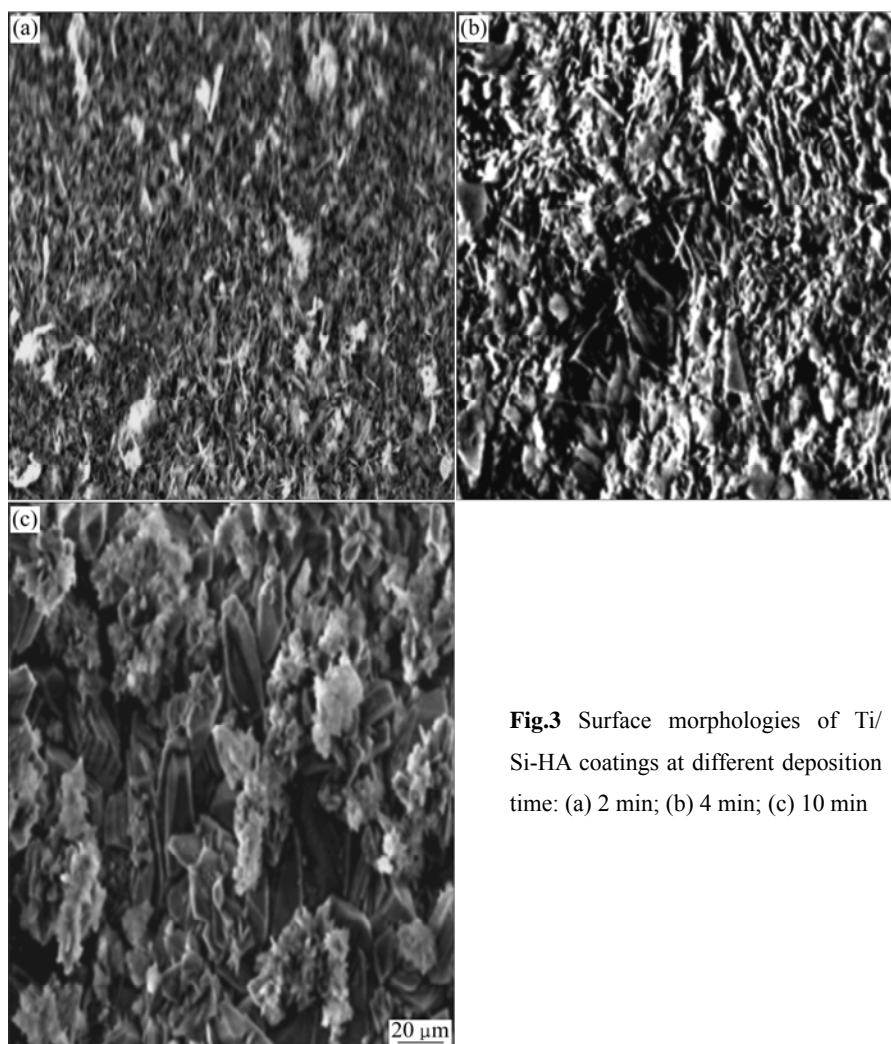 (a)
(b)
(c)
20 μm
Fig.3 Surface morphologies of Ti/
Si-HA coatings at different deposition
time: (a) 2 min; (b) 4 min; (c) 10 min